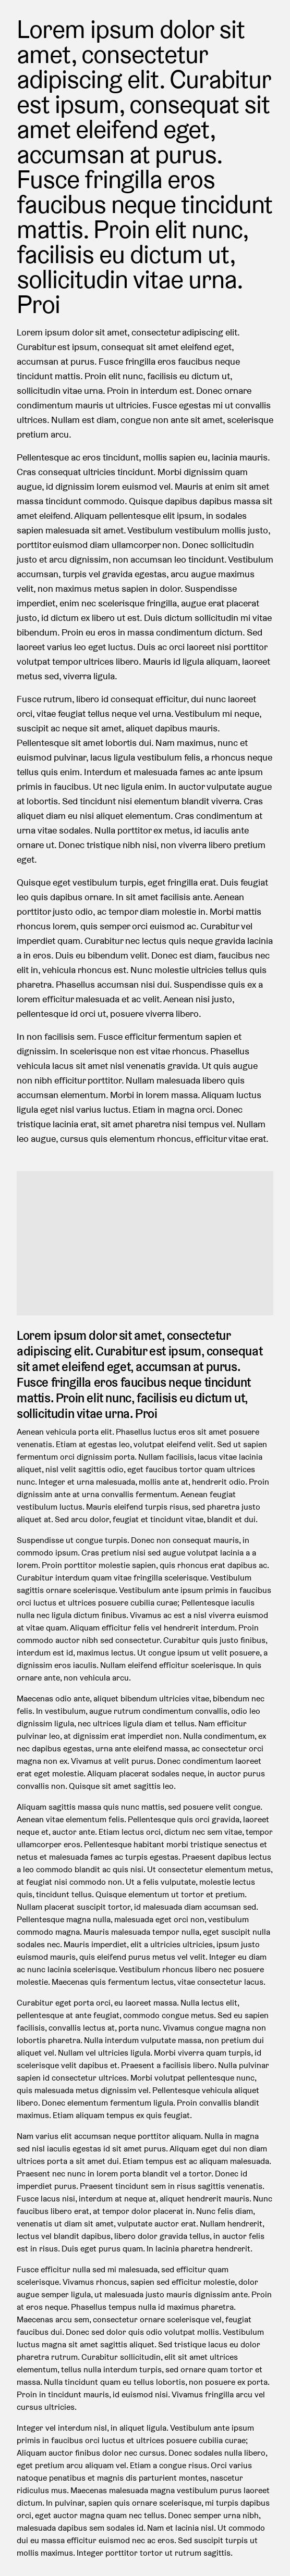 Lorem ipsum dolor sit
amet, consectetur
adipiscing elit. Curabitur
est ipsum, consequat sit
amet eleifend eget,
accumsan at purus.
Fusce fringilla eros
faucibus neque tincidunt
mattis. Proin elit nunc,
facilisis eu dictum ut,
sollicitudin vitae urna.
Proi
Lorem ipsum dolor sit amet, consectetur adipiscing elit.
Curabitur est ipsum, consequat sit amet eleifend eget,
accumsan at purus. Fusce fringilla eros faucibus neque
tincidunt mattis. Proin elit nunc, facilisis eu dictum ut,
sollicitudin vitae urna. Proin in interdum est. Donec ornare
condimentum mauris ut ultricies. Fusce egestas mi ut convallis
ultrices. Nullam est diam, congue non ante sit amet, scelerisque
pretium arcu.
Pellentesque ac eros tincidunt, mollis sapien eu, lacinia mauris.
Cras consequat ultricies tincidunt. Morbi dignissim quam
augue, id dignissim lorem euismod vel. Mauris at enim sit amet
massa tincidunt commodo. Quisque dapibus dapibus massa sit
amet eleifend. Aliquam pellentesque elit ipsum, in sodales
sapien malesuada sit amet. Vestibulum vestibulum mollis justo,
porttitor euismod diam ullamcorper non. Donec sollicitudin
justo et arcu dignissim, non accumsan leo tincidunt. Vestibulum
accumsan, turpis vel gravida egestas, arcu augue maximus
velit, non maximus metus sapien in dolor. Suspendisse
imperdiet, enim nec scelerisque fringilla, augue erat placerat
justo, id dictum ex libero ut est. Duis dictum sollicitudin mi vitae
bibendum. Proin eu eros in massa condimentum dictum. Sed
laoreet varius leo eget luctus. Duis ac orci laoreet nisi porttitor
volutpat tempor ultrices libero. Mauris id ligula aliquam, laoreet
metus sed, viverra ligula.
Fusce rutrum, libero id consequat efficitur, dui nunc laoreet
orci, vitae feugiat tellus neque vel urna. Vestibulum mi neque,
suscipit ac neque sit amet, aliquet dapibus mauris.
Pellentesque sit amet lobortis dui. Nam maximus, nunc et
euismod pulvinar, lacus ligula vestibulum felis, a rhoncus neque
tellus quis enim. Interdum et malesuada fames ac ante ipsum
primis in faucibus. Ut nec ligula enim. In auctor vulputate augue
at lobortis. Sed tincidunt nisi elementum blandit viverra. Cras
aliquet diam eu nisi aliquet elementum. Cras condimentum at
urna vitae sodales. Nulla porttitor ex metus, id iaculis ante
ornare ut. Donec tristique nibh nisi, non viverra libero pretium
eget.
Quisque eget vestibulum turpis, eget fringilla erat. Duis feugiat
leo quis dapibus ornare. In sit amet facilisis ante. Aenean
porttitor justo odio, ac tempor diam molestie in. Morbi mattis
rhoncus lorem, quis semper orci euismod ac. Curabitur vel
imperdiet quam. Curabitur nec lectus quis neque gravida lacinia
a in eros. Duis eu bibendum velit. Donec est diam, faucibus nec
elit in, vehicula rhoncus est. Nunc molestie ultricies tellus quis
pharetra. Phasellus accumsan nisi dui. Suspendisse quis ex a
lorem efficitur malesuada et ac velit. Aenean nisi justo,
pellentesque id orci ut, posuere viverra libero.
In non facilisis sem. Fusce efficitur fermentum sapien et
dignissim. In scelerisque non est vitae rhoncus. Phasellus
vehicula lacus sit amet nisl venenatis gravida. Ut quis augue
non nibh efficitur porttitor. Nullam malesuada libero quis
accumsan elementum. Morbi in lorem massa. Aliquam luctus
ligula eget nisl varius luctus. Etiam in magna orci. Donec
tristique lacinia erat, sit amet pharetra nisi tempus vel. Nullam
leo augue, cursus quis elementum rhoncus, efficitur vitae erat.
Lorem ipsum dolor sit amet, consectetur
adipiscing elit. Curabitur est ipsum, consequat
sit amet eleifend eget, accumsan at purus.
Fusce fringilla eros faucibus neque tincidunt
mattis. Proin elit nunc, facilisis eu dictum ut,
sollicitudin vitae urna. Proi
Aenean vehicula porta elit. Phasellus luctus eros sit amet posuere
venenatis. Etiam at egestas leo, volutpat eleifend velit. Sed ut sapien
fermentum orci dignissim porta. Nullam facilisis, lacus vitae lacinia
aliquet, nisl velit sagittis odio, eget faucibus tortor quam ultrices
nunc. Integer et urna malesuada, mollis ante at, hendrerit odio. Proin
dignissim ante at urna convallis fermentum. Aenean feugiat
vestibulum luctus. Mauris eleifend turpis risus, sed pharetra justo
aliquet at. Sed arcu dolor, feugiat et tincidunt vitae, blandit et dui.
Suspendisse ut congue turpis. Donec non consequat mauris, in
commodo ipsum. Cras pretium nisi sed augue volutpat lacinia a a
lorem. Proin porttitor molestie sapien, quis rhoncus erat dapibus ac.
Curabitur interdum quam vitae fringilla scelerisque. Vestibulum
sagittis ornare scelerisque. Vestibulum ante ipsum primis in faucibus
orci luctus et ultrices posuere cubilia curae; Pellentesque iaculis
nulla nec ligula dictum finibus. Vivamus ac est a nisl viverra euismod
at vitae quam. Aliquam efficitur felis vel hendrerit interdum. Proin
commodo auctor nibh sed consectetur. Curabitur quis justo finibus,
interdum est id, maximus lectus. Ut congue ipsum ut velit posuere, a
dignissim eros iaculis. Nullam eleifend efficitur scelerisque. In quis
ornare ante, non vehicula arcu.
Maecenas odio ante, aliquet bibendum ultricies vitae, bibendum nec
felis. In vestibulum, augue rutrum condimentum convallis, odio leo
dignissim ligula, nec ultrices ligula diam et tellus. Nam efficitur
pulvinar leo, at dignissim erat imperdiet non. Nulla condimentum, ex
nec dapibus egestas, urna ante eleifend massa, ac consectetur orci
magna non ex. Vivamus at velit purus. Donec condimentum laoreet
erat eget molestie. Aliquam placerat sodales neque, in auctor purus
convallis non. Quisque sit amet sagittis leo.
Aliquam sagittis massa quis nunc mattis, sed posuere velit congue.
Aenean vitae elementum felis. Pellentesque quis orci gravida, laoreet
neque et, auctor ante. Etiam lectus orci, dictum nec sem vitae, tempor
ullamcorper eros. Pellentesque habitant morbi tristique senectus et
netus et malesuada fames ac turpis egestas. Praesent dapibus lectus
a leo commodo blandit ac quis nisi. Ut consectetur elementum metus,
at feugiat nisi commodo non. Ut a felis vulputate, molestie lectus
quis, tincidunt tellus. Quisque elementum ut tortor et pretium.
Nullam placerat suscipit tortor, id malesuada diam accumsan sed.
Pellentesque magna nulla, malesuada eget orci non, vestibulum
commodo magna. Mauris malesuada tempor nulla, eget suscipit nulla
sodales nec. Mauris imperdiet, elit a ultricies ultricies, ipsum justo
euismod mauris, quis eleifend purus metus vel velit. Integer eu diam
ac nunc lacinia scelerisque. Vestibulum rhoncus libero nec posuere
molestie. Maecenas quis fermentum lectus, vitae consectetur lacus.
Curabitur eget porta orci, eu laoreet massa. Nulla lectus elit,
pellentesque at ante feugiat, commodo congue metus. Sed eu sapien
facilisis, convallis lectus at, porta nunc. Vivamus congue magna non
lobortis pharetra. Nulla interdum vulputate massa, non pretium dui
aliquet vel. Nullam vel ultricies ligula. Morbi viverra quam turpis, id
scelerisque velit dapibus et. Praesent a facilisis libero. Nulla pulvinar
sapien id consectetur ultrices. Morbi volutpat pellentesque nunc,
quis malesuada metus dignissim vel. Pellentesque vehicula aliquet
libero. Donec elementum fermentum ligula. Proin convallis blandit
maximus. Etiam aliquam tempus ex quis feugiat.
Nam varius elit accumsan neque porttitor aliquam. Nulla in magna
sed nisi iaculis egestas id sit amet purus. Aliquam eget dui non diam
ultrices porta a sit amet dui. Etiam tempus est ac aliquam malesuada.
Praesent nec nunc in lorem porta blandit vel a tortor. Donec id
imperdiet purus. Praesent tincidunt sem in risus sagittis venenatis.
Fusce lacus nisi, interdum at neque at, aliquet hendrerit mauris. Nunc
faucibus libero erat, at tempor dolor placerat in. Nunc felis diam,
venenatis ut diam sit amet, vulputate auctor erat. Nullam hendrerit,
lectus vel blandit dapibus, libero dolor gravida tellus, in auctor felis
est in risus. Duis eget purus quam. In lacinia pharetra hendrerit.
Fusce efficitur nulla sed mi malesuada, sed efficitur quam
scelerisque. Vivamus rhoncus, sapien sed efficitur molestie, dolor
augue semper ligula, ut malesuada justo mauris dignissim ante. Proin
at eros neque. Phasellus tempus nulla id maximus pharetra.
Maecenas arcu sem, consectetur ornare scelerisque vel, feugiat
faucibus dui. Donec sed dolor quis odio volutpat mollis. Vestibulum
luctus magna sit amet sagittis aliquet. Sed tristique lacus eu dolor
pharetra rutrum. Curabitur sollicitudin, elit sit amet ultrices
elementum, tellus nulla interdum turpis, sed ornare quam tortor et
massa. Nulla tincidunt quam eu tellus lobortis, non posuere ex porta.
Proin in tincidunt mauris, id euismod nisi. Vivamus fringilla arcu vel
cursus ultricies.
Integer vel interdum nisl, in aliquet ligula. Vestibulum ante ipsum
primis in faucibus orci luctus et ultrices posuere cubilia curae;
Aliquam auctor finibus dolor nec cursus. Donec sodales nulla libero,
eget pretium arcu aliquam vel. Etiam a congue risus. Orci varius
natoque penatibus et magnis dis parturient montes, nascetur
ridiculus mus. Maecenas malesuada magna vestibulum purus laoreet
dictum. In pulvinar, sapien quis ornare scelerisque, mi turpis dapibus
orci, eget auctor magna quam nec tellus. Donec semper urna nibh,
malesuada dapibus sem sodales id. Nam et lacinia nisl. Ut commodo
dui eu massa efficitur euismod nec ac eros. Sed suscipit turpis ut
mollis maximus. Integer porttitor tortor ut rutrum varius sagittis.